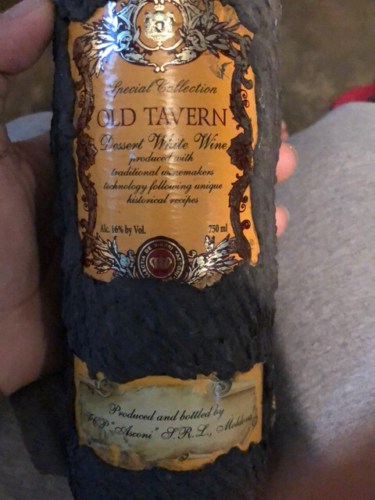 Special Collection
OLD TAVERN
Dessert White Wine
produced with
traditional winemakers
technology following unique
historical recipes
Alc. 16% by Vol. 750 ml
Produced and bottled by
"Asconi" S.R.L.,